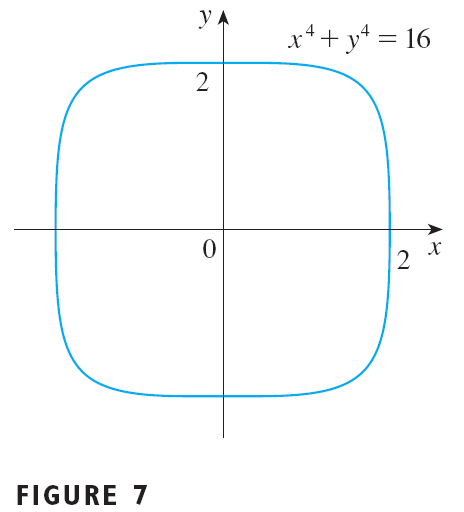 y
x⁴ + y⁴ = 16
2
0
2
x
FIGURE 7